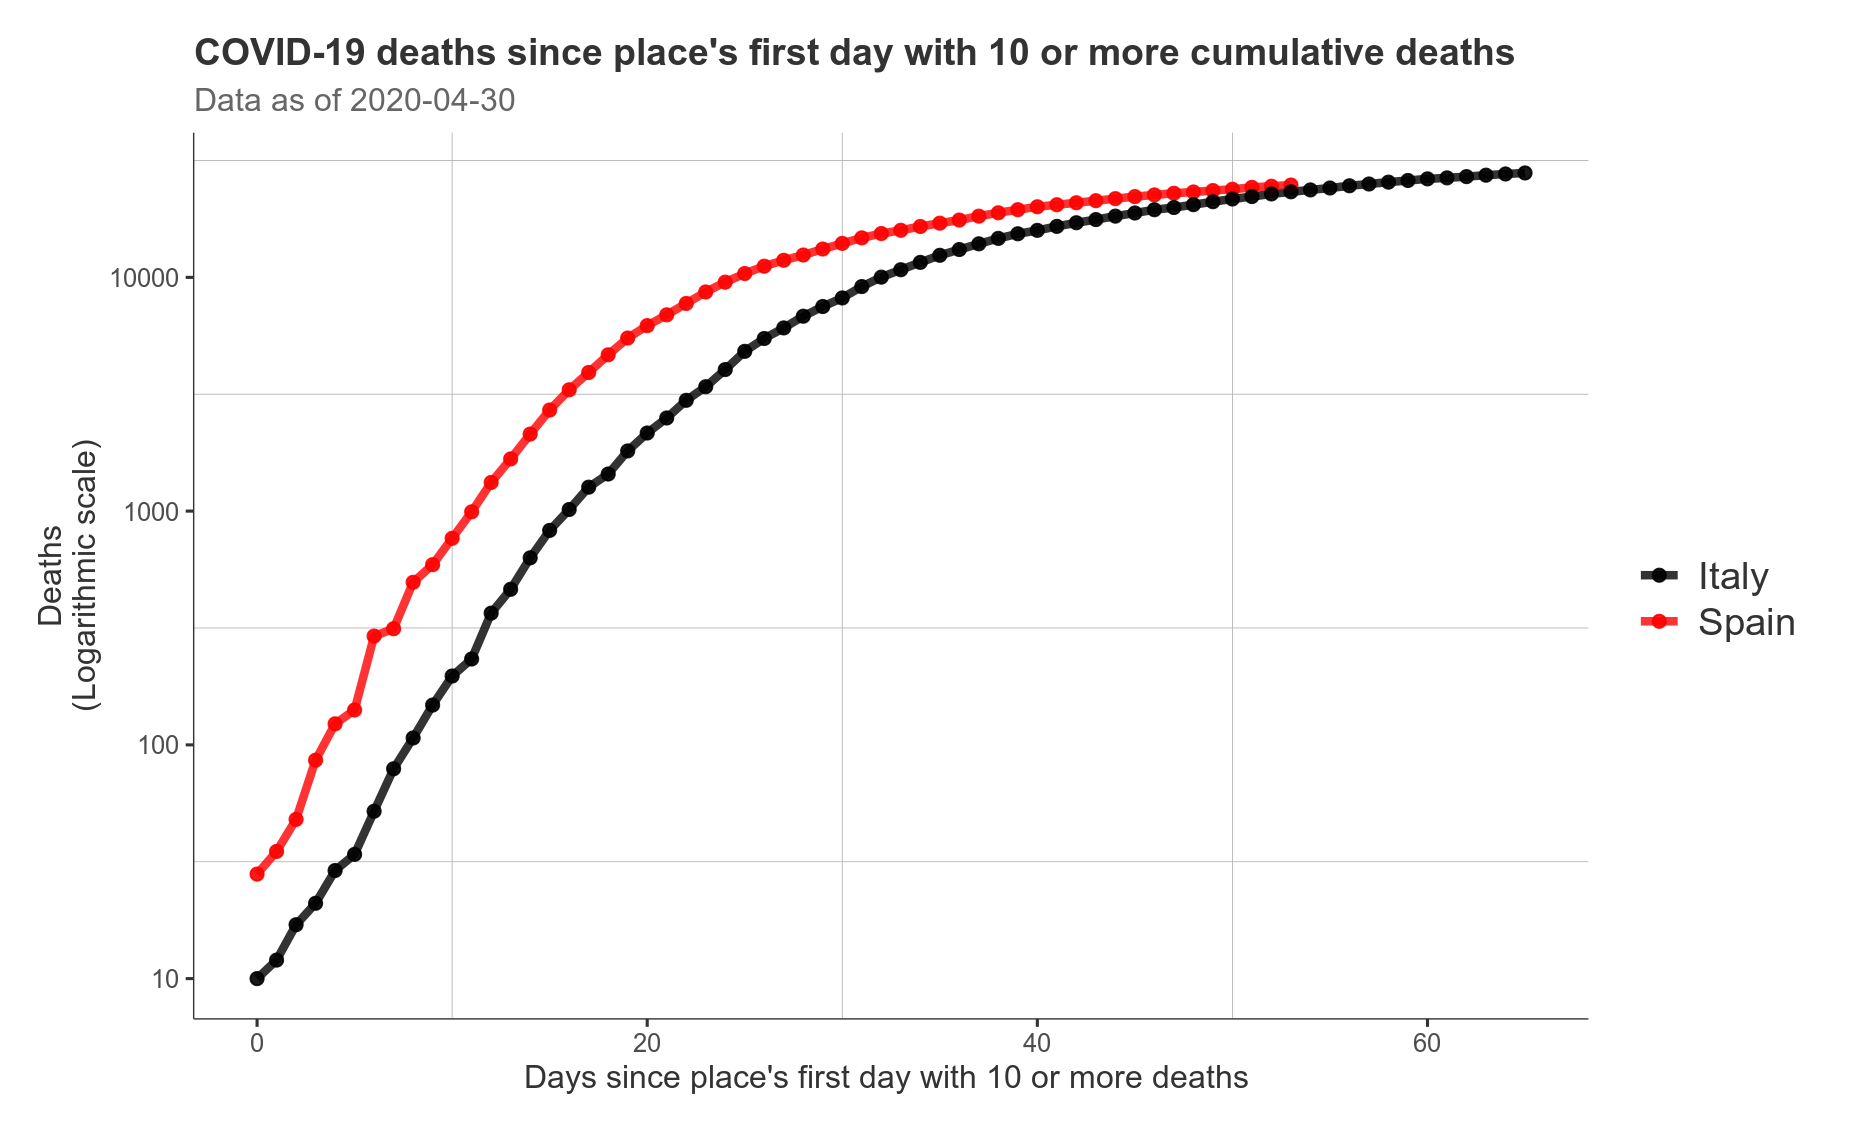 COVID-19 deaths since place's first day with 10 or more cumulative deaths
Data as of 2020-04-30
Deaths
(Logarithmic scale)
10000
1000
100
10
0
20
40
60
Days since place's first day with 10 or more deaths
Italy
Spain